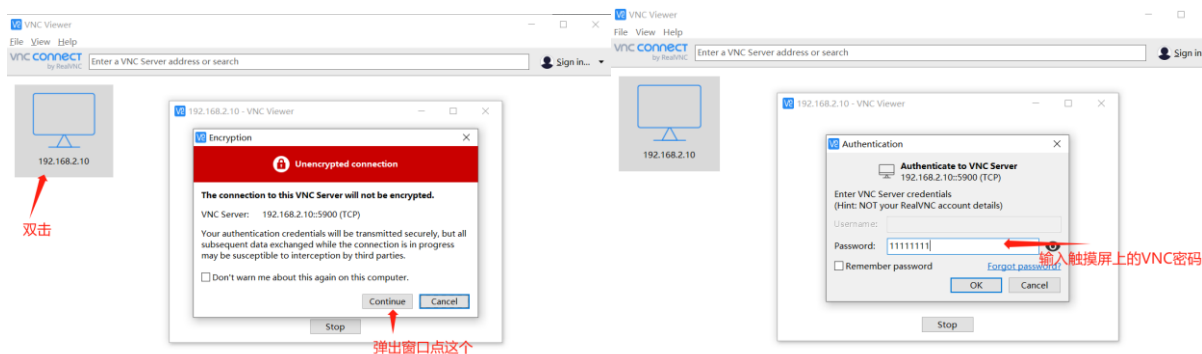 VNC Viewer
File View Help
vnc connect
by RealVNC
Enter a VNC Server address or search
Sign in...
192.168.2.10
双击
192.168.2.10 - VNC Viewer
Encryption
Unencrypted connection
The connection to this VNC Server will not be encrypted.
VNC Server: 192.168.2.10::5900 (TCP)
Your authentication credentials will be transmitted securely, but all
subsequent data exchanged while the connection is in progress
may be susceptible to interception by third parties.
Don't warn me about this again on this computer.
Continue Cancel
Stop
弹出窗口点这个
VNC Viewer
File View Help
vnc connect
by RealVNC
Enter a VNC Server address or search
Sign in
192.168.2.10
192.168.2.10 - VNC Viewer
Authentication
Authenticate to VNC Server
192.168.2.10::5900 (TCP)
Enter VNC Server credentials
(Hint: NOT your RealVNC account details)
Username:
Password: 11111111
输入触摸屏上的VNC密码
Remember password Forgot password?
OK Cancel
Stop